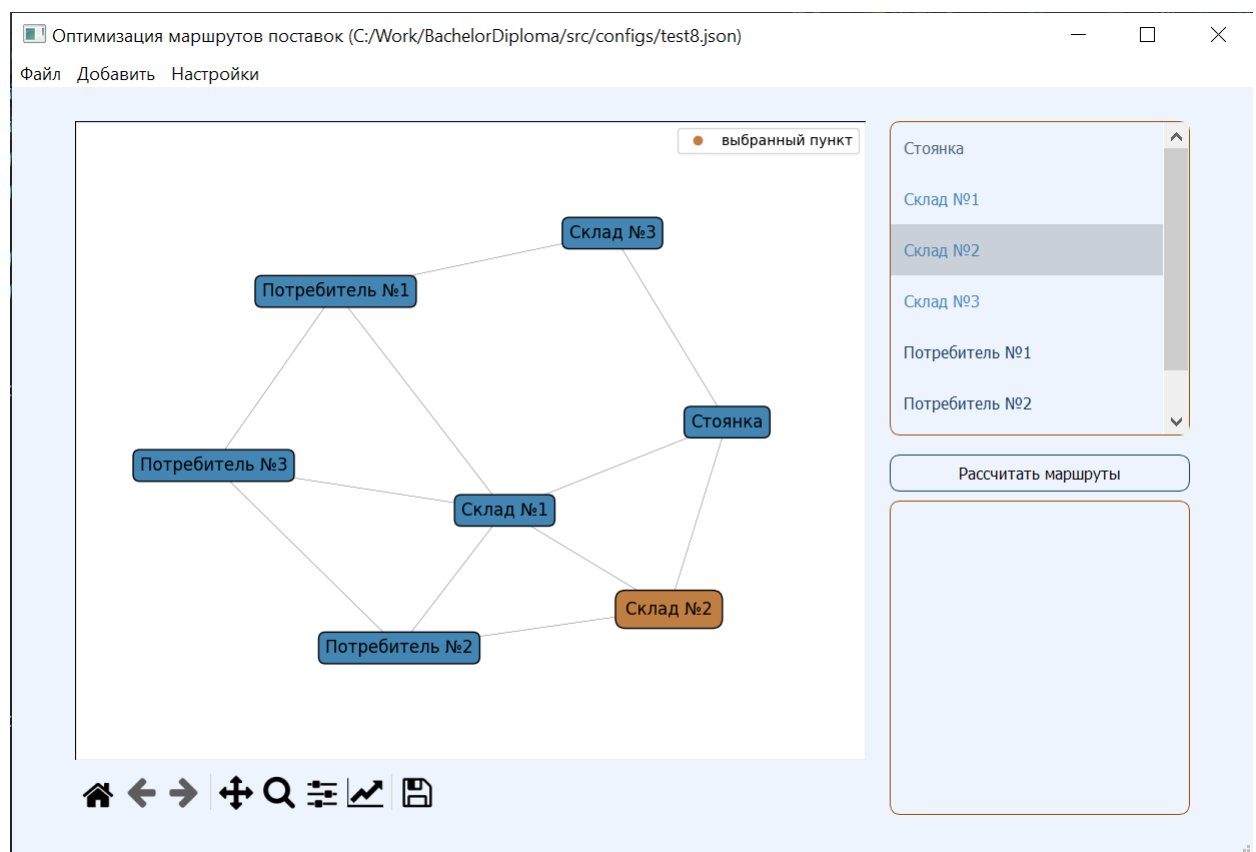 Оптимизация маршрутов поставок (C:/Work/BachelorDiploma/src/configs/test8.json)
Файл Добавить Настройки
выбранный пункт
Склад №3
Потребитель №1
Стоянка
Потребитель №3
Склад №1
Склад №2
Потребитель №2
Стоянка
Склад №1
Склад №2
Склад №3
Потребитель №1
Потребитель №2
Рассчитать маршруты